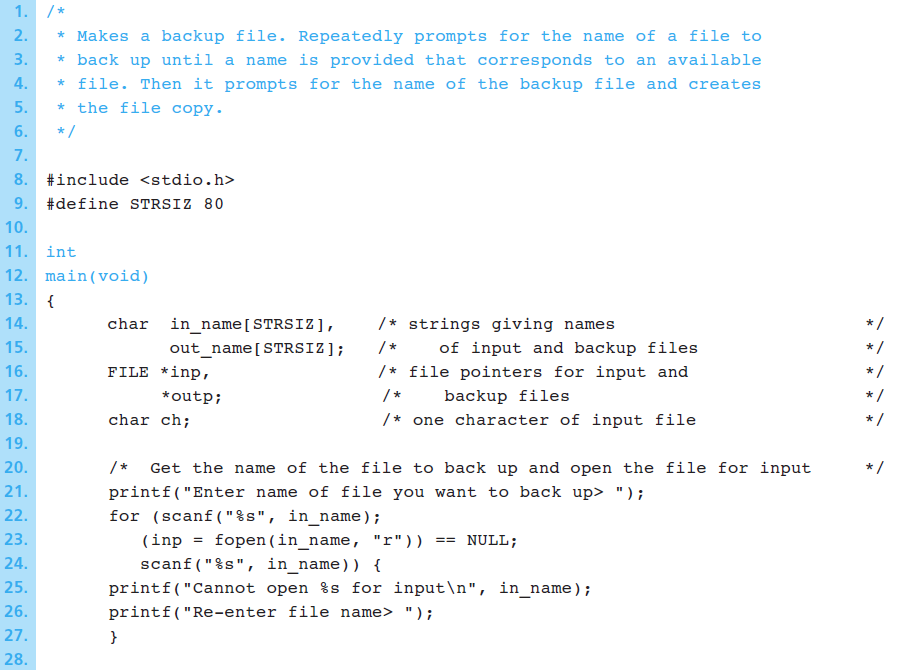 1. /*
2.  * Makes a backup file. Repeatedly prompts for the name of a file to
3.  * back up until a name is provided that corresponds to an available
4.  * file. Then it prompts for the name of the backup file and creates
5.  * the file copy.
6.  */
7.
8. #include <stdio.h>
9. #define STRSIZ 80
10.
11. int
12. main(void)
13. {
14.       char  in_name[STRSIZ],    /* strings giving names                        */
15.             out_name[STRSIZ];   /*    of input and backup files                */
16.       FILE *inp,                /* file pointers for input and                 */
17.            *outp;               /*    backup files                             */
18.       char ch;                  /* one character of input file                 */
19.
20.       /*  Get the name of the file to back up and open the file for input     */
21.       printf("Enter name of file you want to back up> ");
22.       for (scanf("%s", in_name);
23.          (inp = fopen(in_name, "r")) == NULL;
24.          scanf("%s", in_name)) {
25.       printf("Cannot open %s for input\n", in_name);
26.       printf("Re-enter file name> ");
27.       }
28.